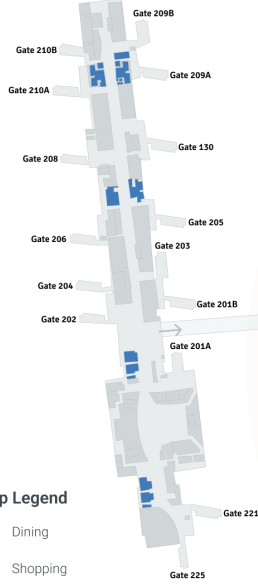 Gate 209B
Gate 210B
Gate 209A
Gate 210A
Gate 130
Gate 208
Gate 205
Gate 206
Gate 203
Gate 204
Gate 201B
Gate 202
Gate 201A
p Legend
Gate 221
Dining
Shopping
Gate 225